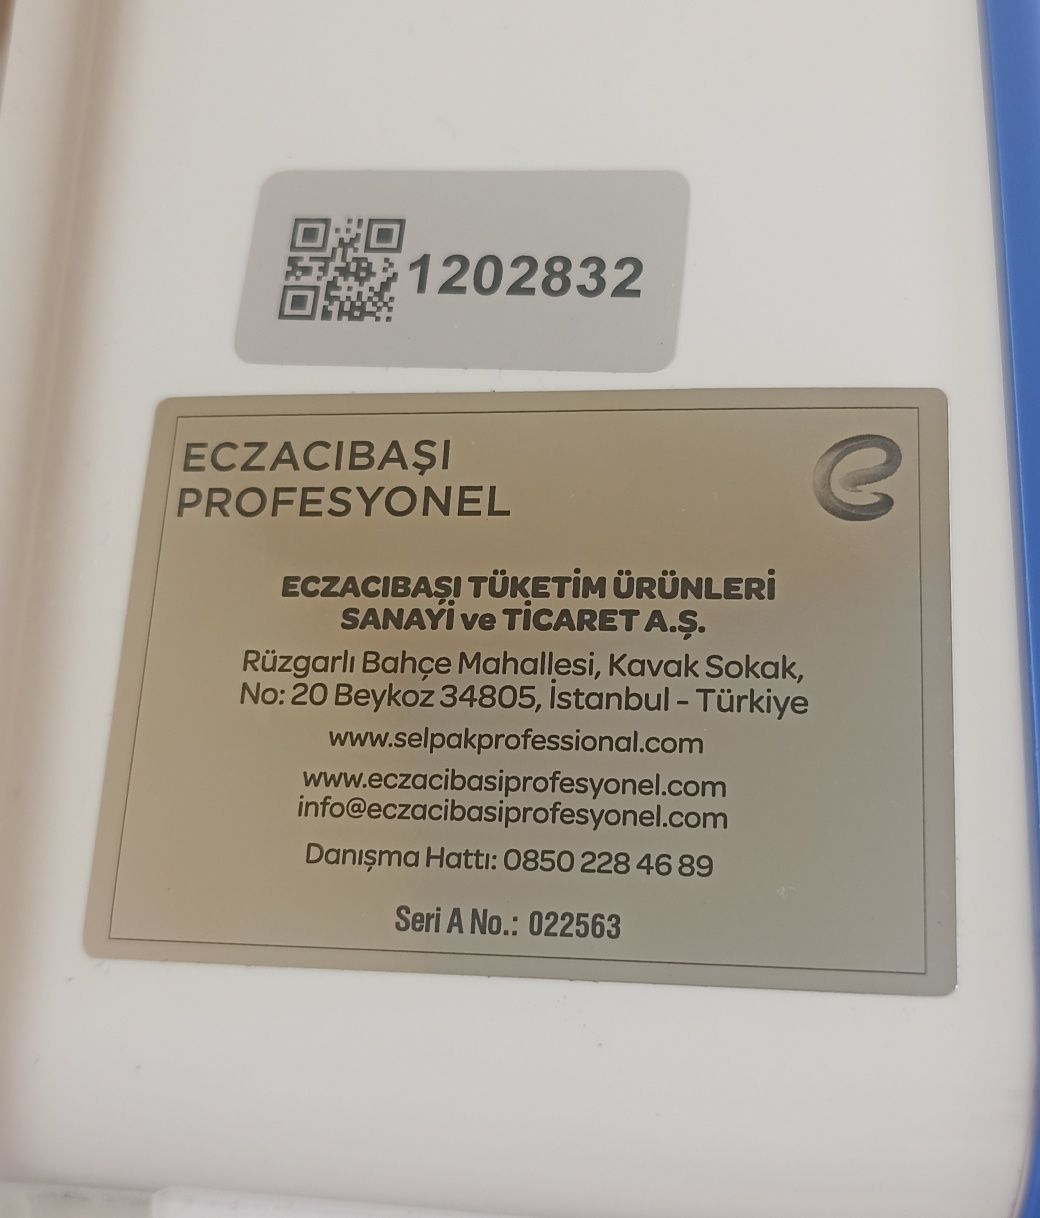 1202832
ECZACIBAŞI
PROFESYONEL
ECZACIBAŞI TÜKETİM ÜRÜNLERİ
SANAYİ ve TİCARET A.Ş.
Rüzgarlı Bahçe Mahallesi, Kavak Sokak,
No: 20 Beykoz 34805, İstanbul - Türkiye
www.selpakprofessional.com
www.eczacibasiprofesyonel.com
info@eczacibasiprofesyonel.com
Danışma Hattı: 0850 228 46 89
Seri A No.: 022563